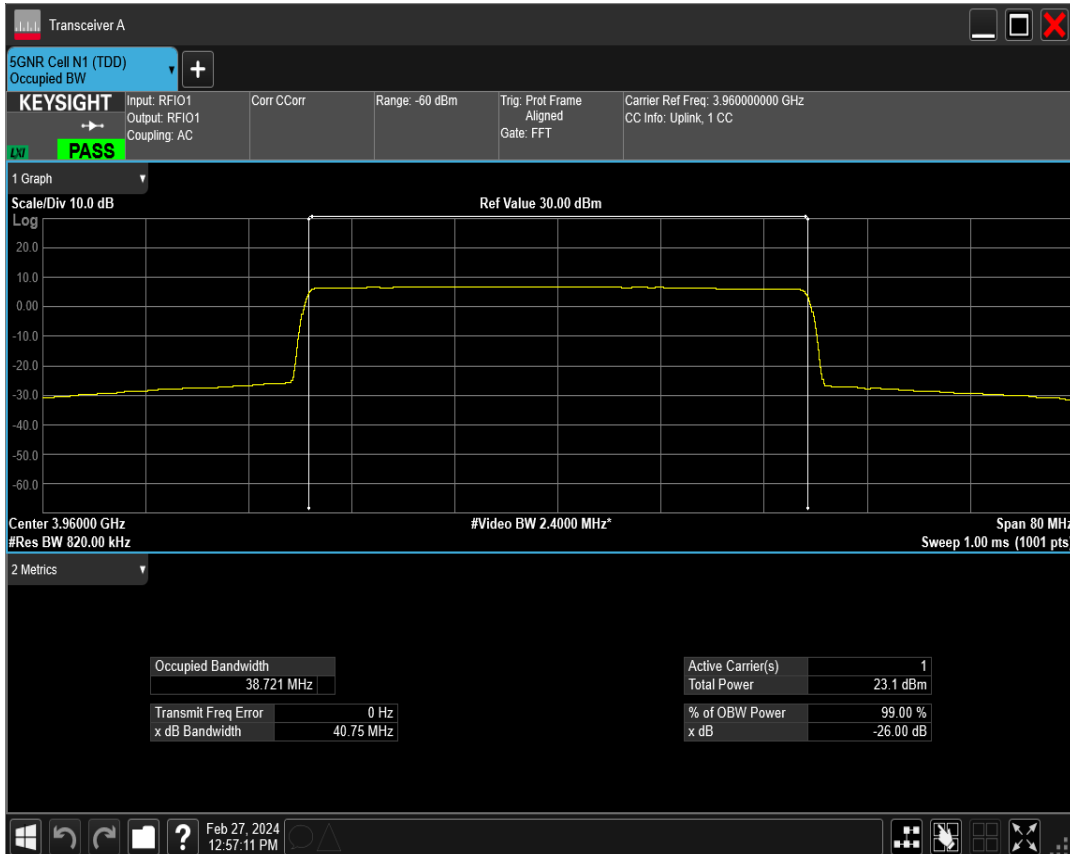 Transceiver A
5GNR Cell N1 (TDD)
Occupied BW
+
KEYSIGHT
LXI
PASS
Input: RFIO1
Output: RFIO1
Coupling: AC
Corr CCorr
Range: -60 dBm
Trig: Prot Frame
Aligned
Gate: FFT
Carrier Ref Freq: 3.960000000 GHz
CC Info: Uplink, 1 CC
1 Graph
Scale/Div 10.0 dB
Ref Value 30.00 dBm
Log
20.0
10.0
0.00
-10.0
-20.0
-30.0
-40.0
-50.0
-60.0
Center 3.96000 GHz
#Video BW 2.4000 MHz*
Span 80 MHz
#Res BW 820.00 kHz
Sweep 1.00 ms (1001 pts)
2 Metrics
Occupied Bandwidth
38.721 MHz
Transmit Freq Error 0 Hz
x dB Bandwidth 40.75 MHz
Active Carrier(s) 1
Total Power 23.1 dBm
% of OBW Power 99.00 %
x dB -26.00 dB
?
Feb 27, 2024
12:57:11 PM